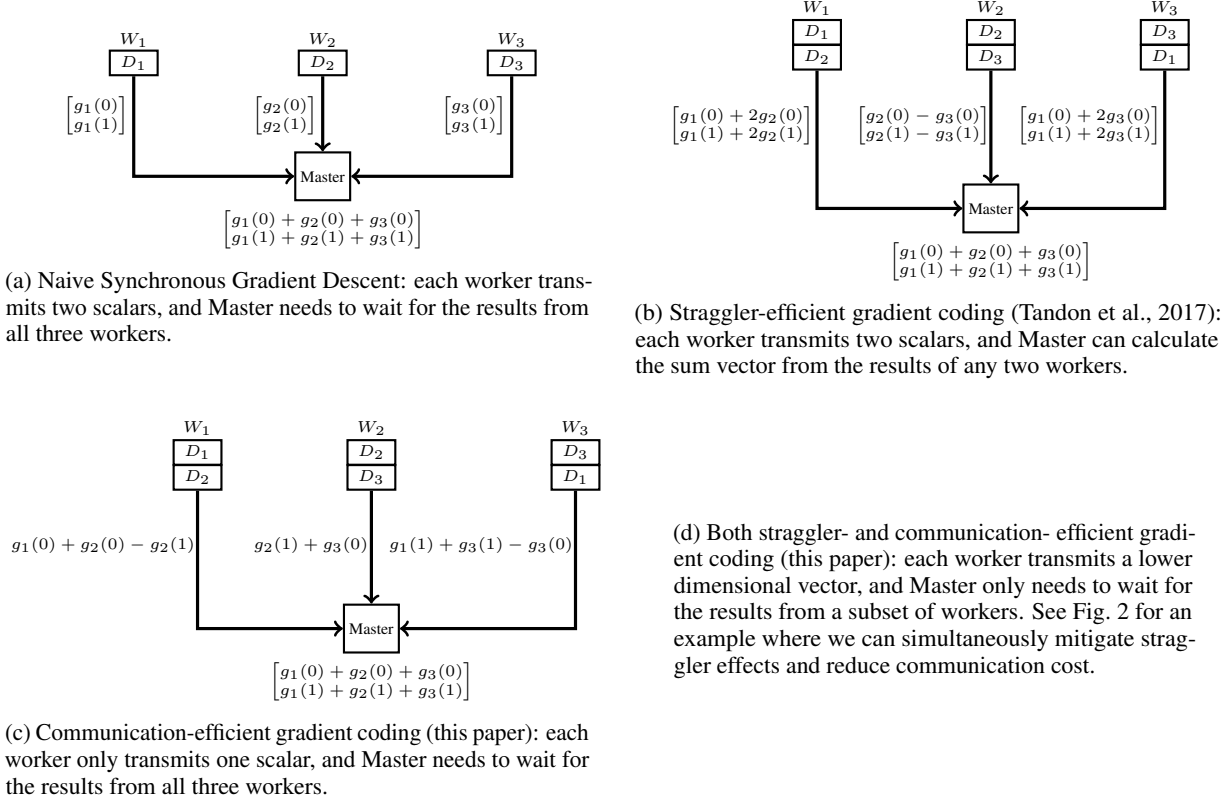 W₁ W₂ W₃
D₁ D₂ D₃
[g₁(0) [g₂(0) [g₃(0)
g₁(1)] g₂(1)] g₃(1)]
Master
[g₁(0) + g₂(0) + g₃(0)
g₁(1) + g₂(1) + g₃(1)]
(a) Naive Synchronous Gradient Descent: each worker trans-
mits two scalars, and Master needs to wait for the results from
all three workers.
W₁ W₂ W₃
D₁ D₂ D₃
D₂ D₃ D₁
[g₁(0) + 2g₂(0) [g₂(0) − g₃(0) [g₁(0) + 2g₃(0)
g₁(1) + 2g₂(1)] g₂(1) − g₃(1)] g₁(1) + 2g₃(1)]
Master
[g₁(0) + g₂(0) + g₃(0)
g₁(1) + g₂(1) + g₃(1)]
(b) Straggler-efficient gradient coding (Tandon et al., 2017):
each worker transmits two scalars, and Master can calculate
the sum vector from the results of any two workers.
W₁ W₂ W₃
D₁ D₂ D₃
D₂ D₃ D₁
g₁(0) + g₂(0) − g₂(1) g₂(1) + g₃(0) g₁(1) + g₃(1) − g₃(0)
Master
[g₁(0) + g₂(0) + g₃(0)
g₁(1) + g₂(1) + g₃(1)]
(c) Communication-efficient gradient coding (this paper): each
worker only transmits one scalar, and Master needs to wait for
the results from all three workers.
(d) Both straggler- and communication- efficient gradi-
ent coding (this paper): each worker transmits a lower
dimensional vector, and Master only needs to wait for
the results from a subset of workers. See Fig. 2 for an
example where we can simultaneously mitigate strag-
gler effects and reduce communication cost.